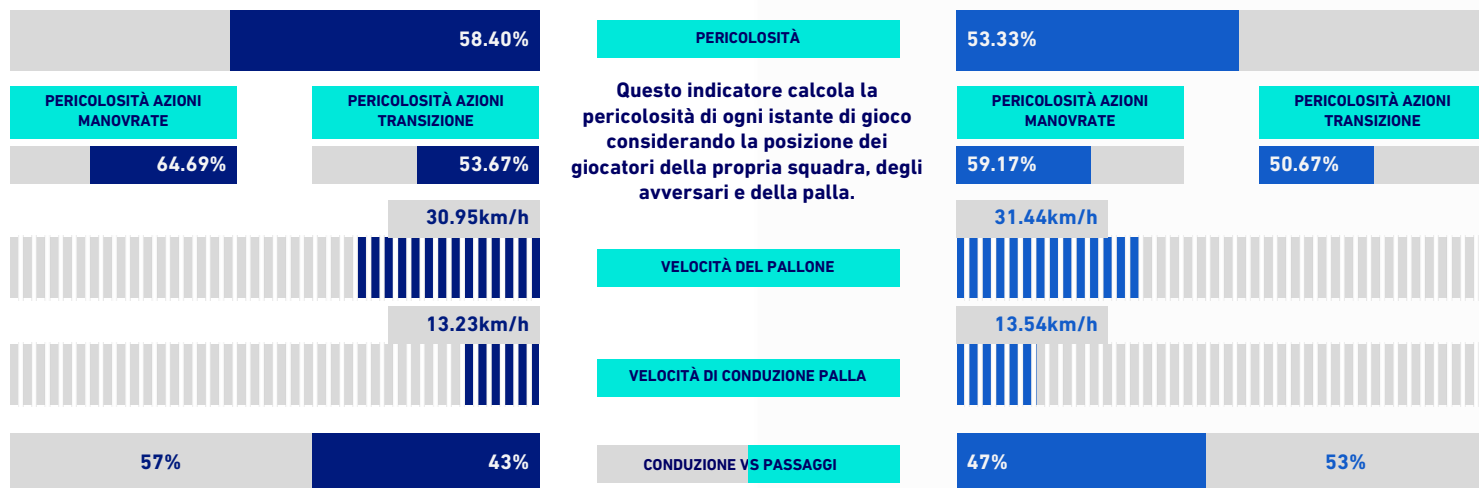 58.40%
PERICOLOSITÀ
53.33%
PERICOLOSITÀ AZIONI
MANOVRATE
PERICOLOSITÀ AZIONI
TRANSIZIONE
Questo indicatore calcola la
pericolosità di ogni istante di gioco
considerando la posizione dei
giocatori della propria squadra, degli
avversari e della palla.
PERICOLOSITÀ AZIONI
MANOVRATE
PERICOLOSITÀ AZIONI
TRANSIZIONE
64.69%
53.67%
59.17%
50.67%
30.95km/h
31.44km/h
VELOCITÀ DEL PALLONE
13.23km/h
13.54km/h
VELOCITÀ DI CONDUZIONE PALLA
57%
43%
CONDUZIONE VS PASSAGGI
47%
53%